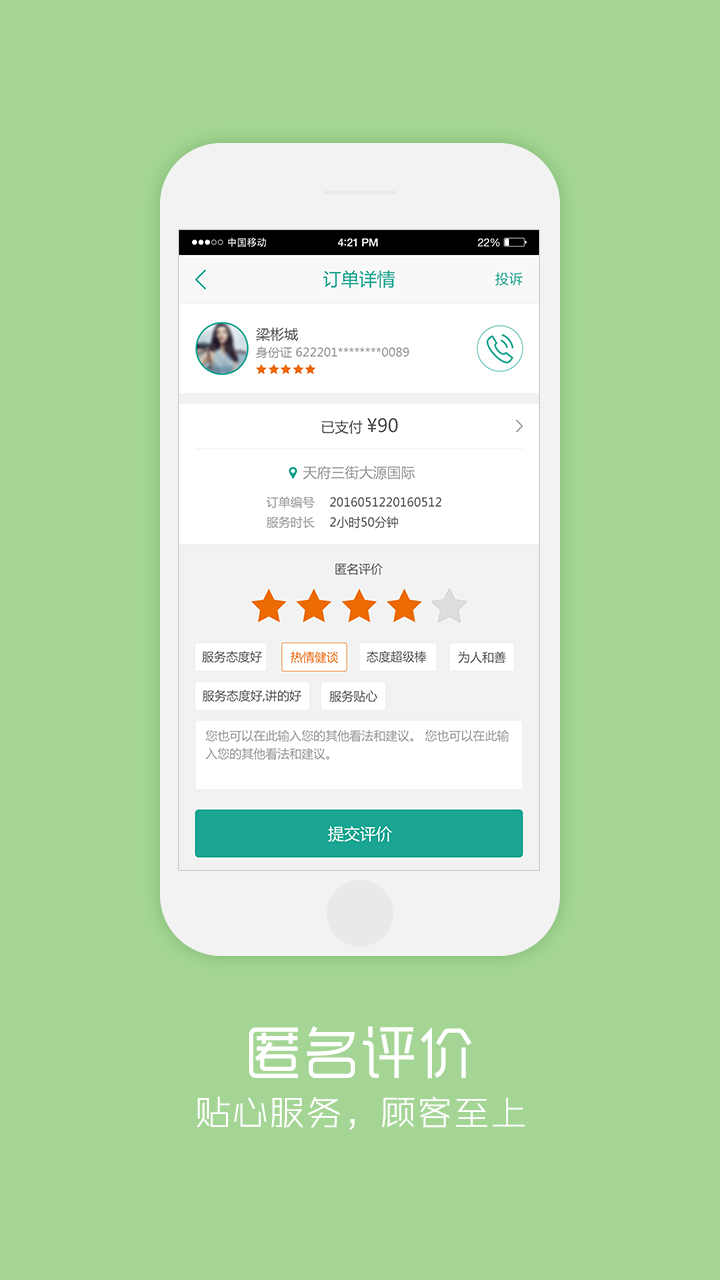 中国移动 4:21 PM 22%
订单详情 投诉
梁彬城
身份证 622201********0089
已支付 ¥90
天府三街大源国际
订单编号 2016051220160512
服务时长 2小时50分钟
匿名评价
服务态度好 热情健谈 态度超级棒 为人和善
服务态度好,讲的好 服务贴心
您也可以在此输入您的其他看法和建议。 您也可以在此输
入您的其他看法和建议。
提交评价
匿名评价
贴心服务，顾客至上